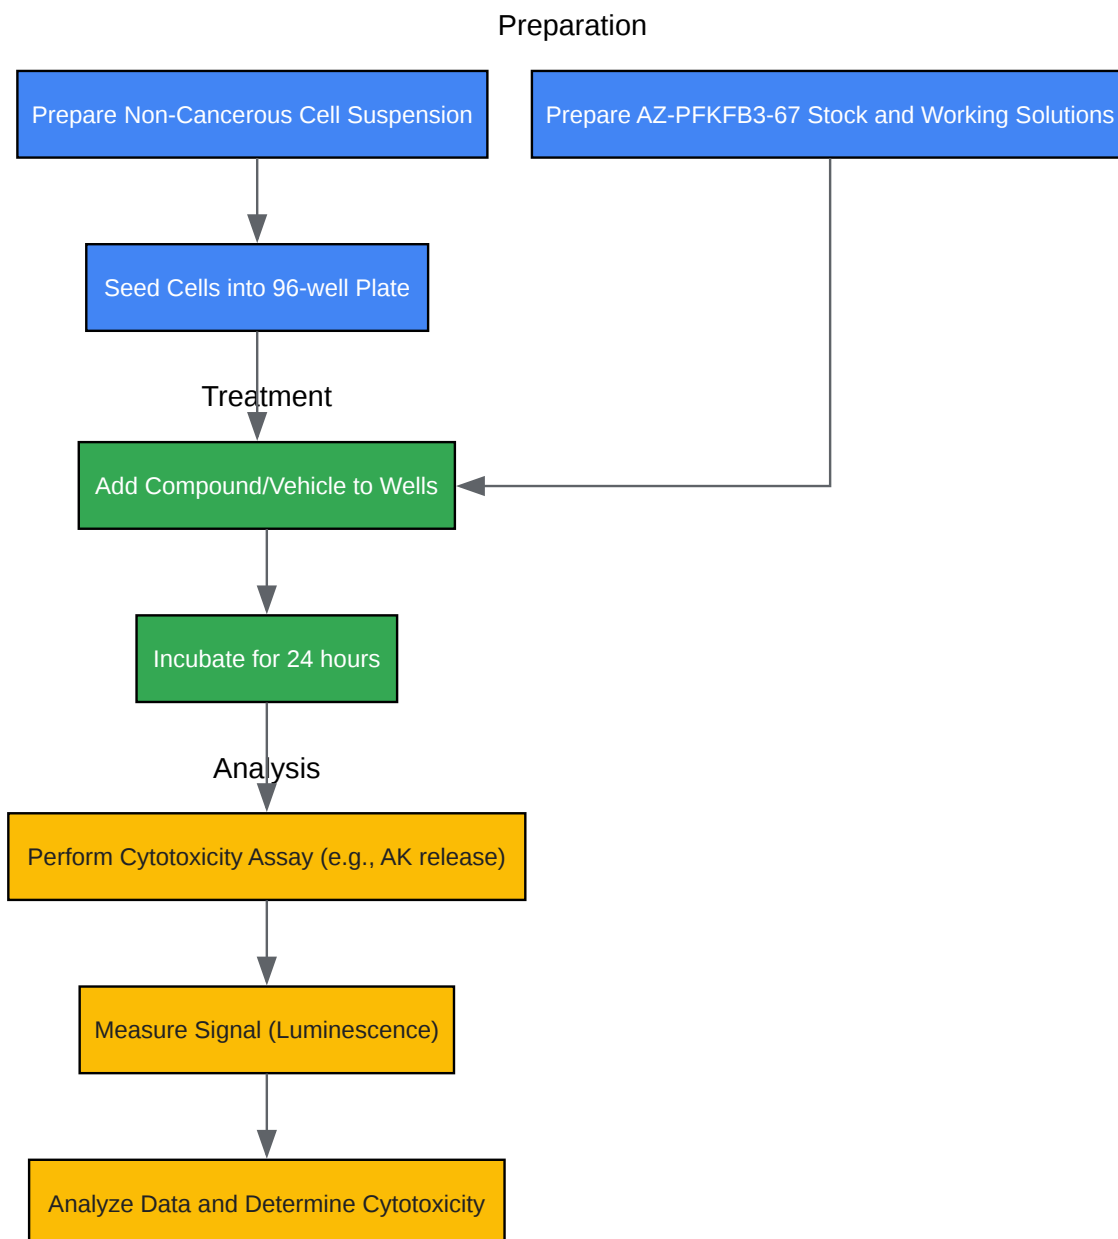 Preparation
Prepare Non-Cancerous Cell Suspension
Prepare AZ-PFKFB3-67 Stock and Working Solutions
Seed Cells into 96-well Plate
Treatment
Add Compound/Vehicle to Wells
Incubate for 24 hours
Analysis
Perform Cytotoxicity Assay (e.g., AK release)
Measure Signal (Luminescence)
Analyze Data and Determine Cytotoxicity